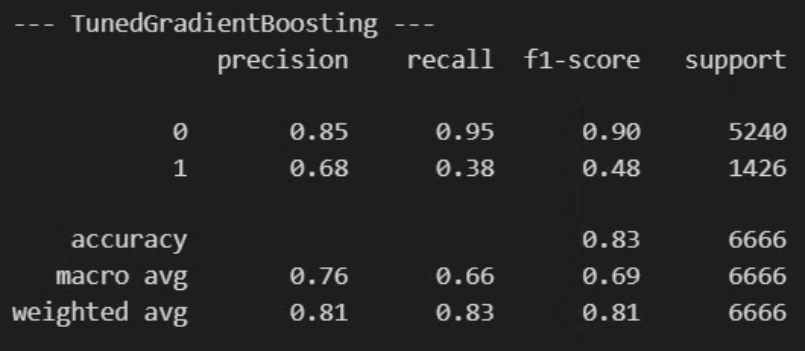 --- TunedGradientBoosting ---
              precision    recall  f1-score   support

           0       0.85      0.95      0.90      5240
           1       0.68      0.38      0.48      1426

    accuracy                           0.83      6666
   macro avg       0.76      0.66      0.69      6666
weighted avg       0.81      0.83      0.81      6666